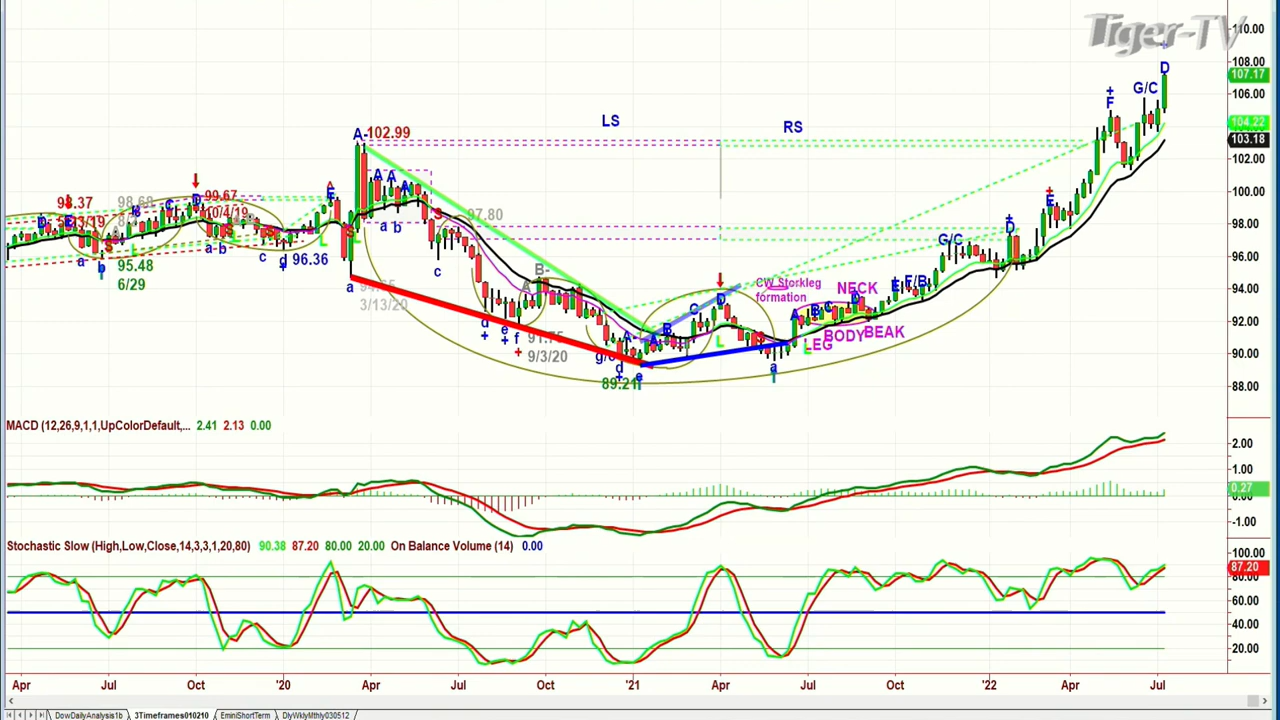 Tiger-TV
110.00
108.00
107.17
106.00
104.22
103.18
102.00
100.00
98.00
96.00
94.00
92.00
90.00
88.00
LS
RS
A-102.99
99.67
10/4/19
98.68
97.80
95.48
6/29
96.36
3/13/20
B-
9/3/20
89.21
CW Storkleg
formation
NECK
BODY BEAK
LEG
G/C
E F/B
D
E
F
G/C
D
MACD (12,26,9,1,1,UpColorDefault,... 2.41 2.13 0.00
2.00
1.00
0.27
-1.00
Stochastic Slow (High,Low,Close,14,3,3,1,20,80) 90.38 87.20 80.00 20.00 On Balance Volume (14) 0.00
100.00
87.20
80.00
60.00
40.00
20.00
Apr Jul Oct '20 Apr Jul Oct '21 Apr Jul Oct '22 Apr Jul
DowDailyAnalysis1b 3Timeframes010210 EminiShortTerm DlyWklyMthly030512